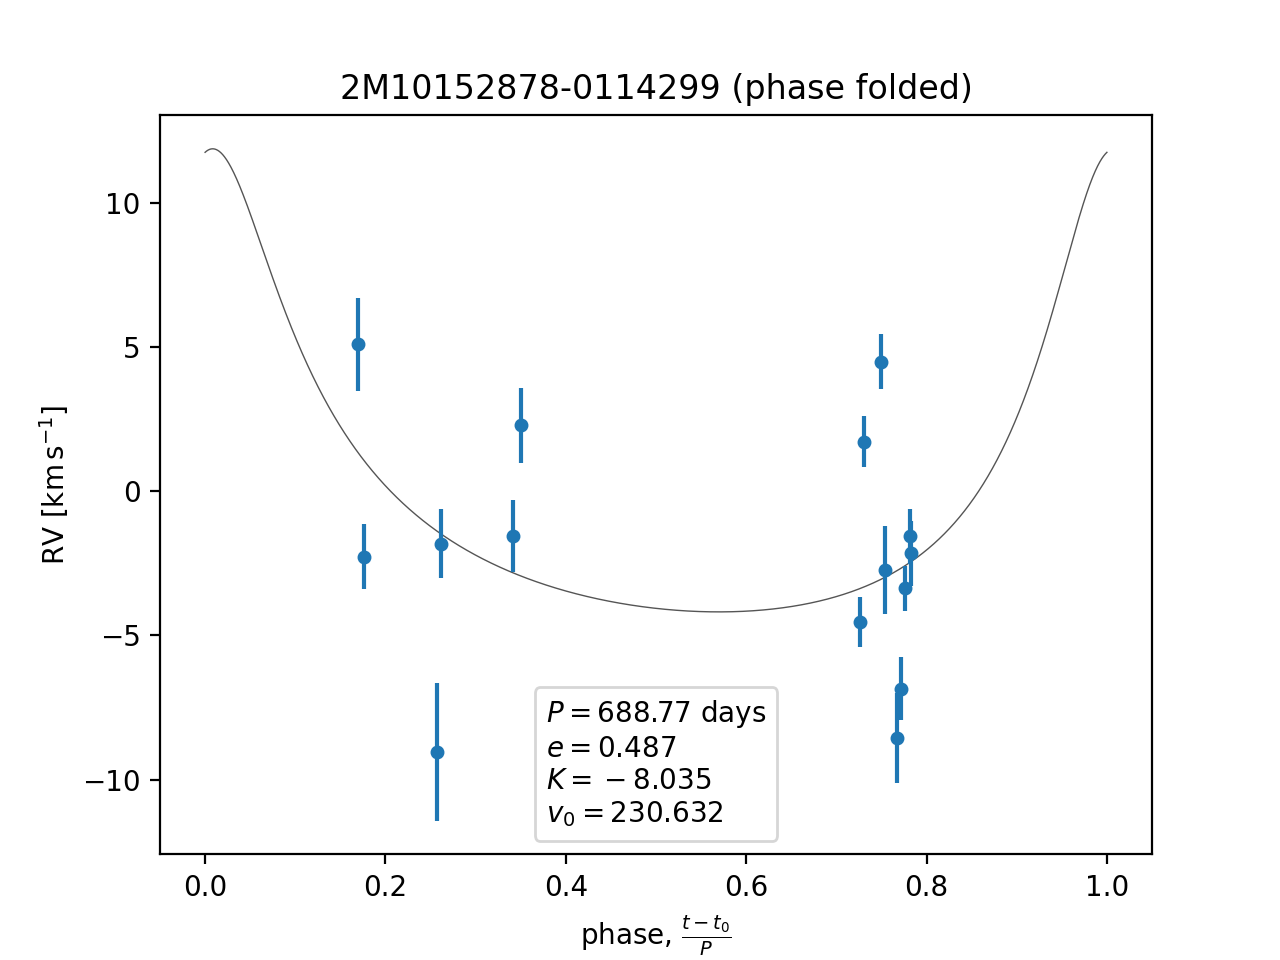 2M10152878-0114299 (phase folded)
RV [km s⁻¹]
10
5
0
−5
−10
P = 688.77 days
e = 0.487
K = −8.035
v₀ = 230.632
0.0 0.2 0.4 0.6 0.8 1.0
phase, (t−t₀)/P